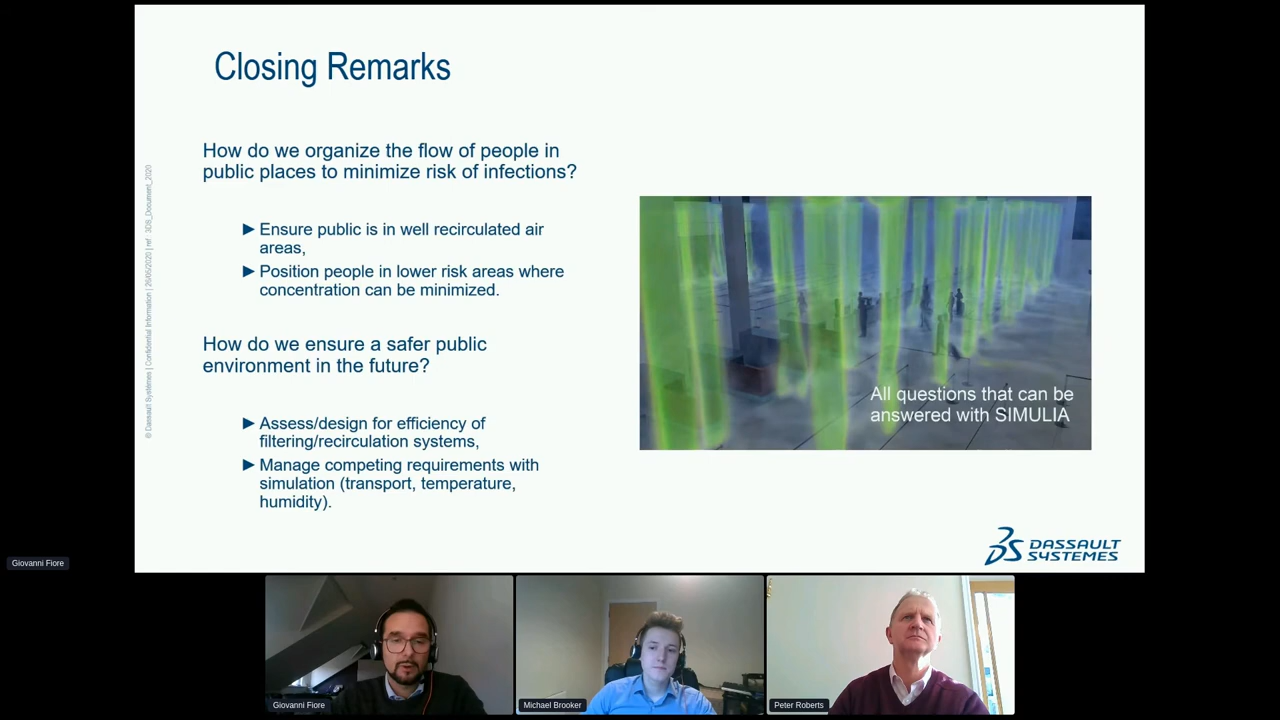 Closing Remarks
How do we organize the flow of people in
public places to minimize risk of infections?
► Ensure public is in well recirculated air
areas,
► Position people in lower risk areas where
concentration can be minimized.
How do we ensure a safer public
environment in the future?
► Assess/design for efficiency of
filtering/recirculation systems,
► Manage competing requirements with
simulation (transport, temperature,
humidity).
All questions that can be
answered with SIMULIA
© Dassault Systèmes | Confidential Information | 26/05/2020 | ref.: 3DS_Document_2020
DASSAULT
SYSTEMES
Giovanni Fiore
Giovanni Fiore
Michael Brooker
Peter Roberts